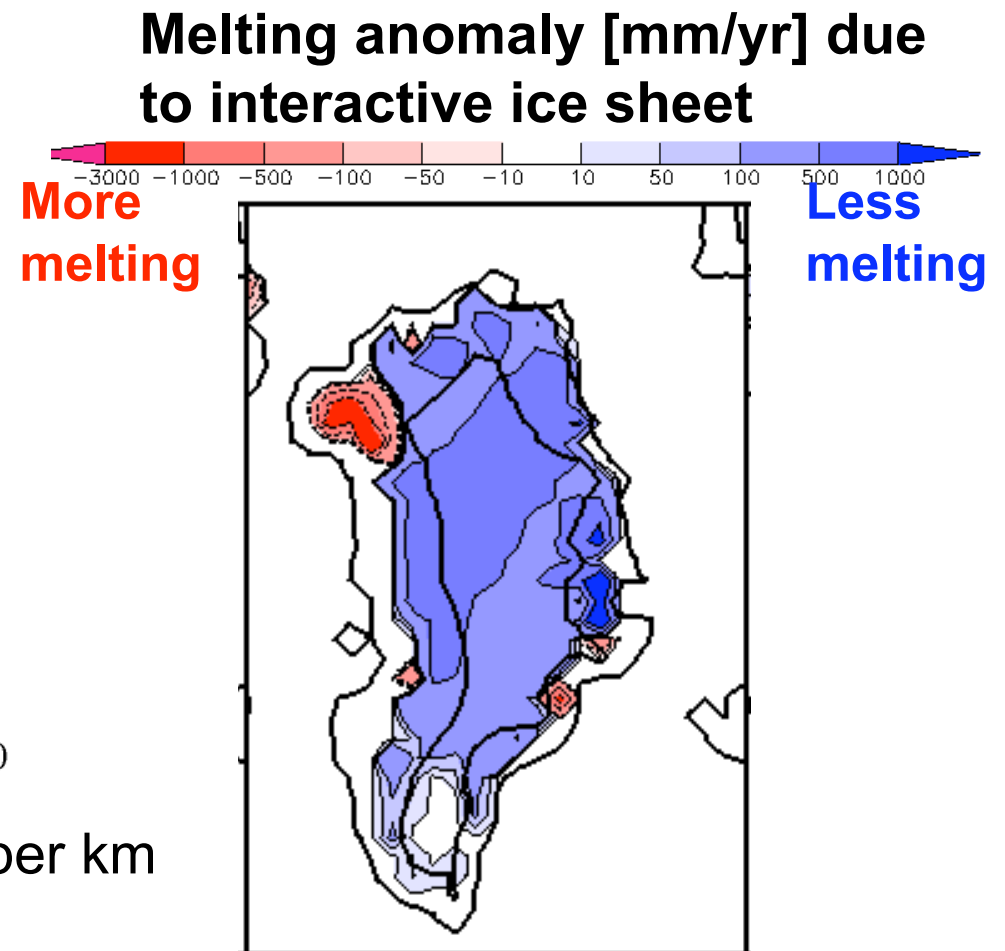 Melting anomaly [mm/yr] due
to interactive ice sheet
−3000 −1000 −500 −100 −50 −10 10 50 100 500 1000
More
melting
Less
melting
per km